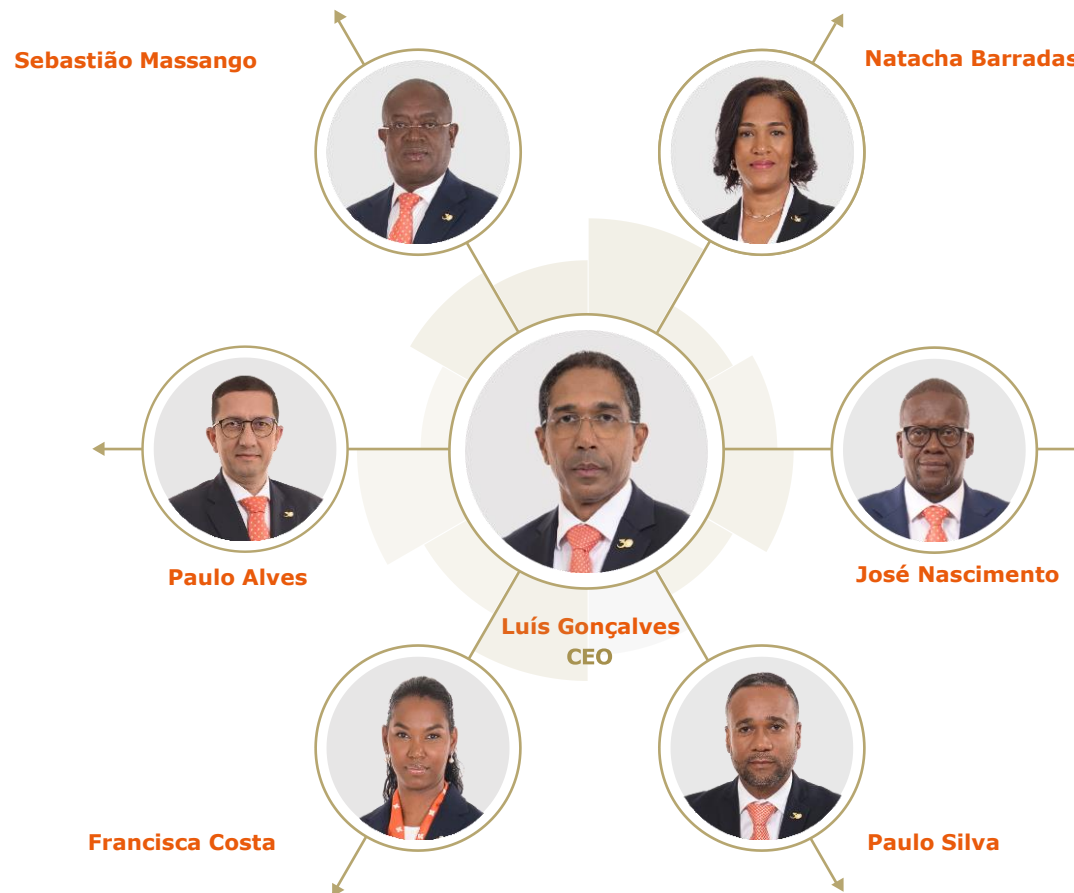 Sebastião Massango
Natacha Barradas
Paulo Alves
José Nascimento
Luís Gonçalves
CEO
Francisca Costa
Paulo Silva